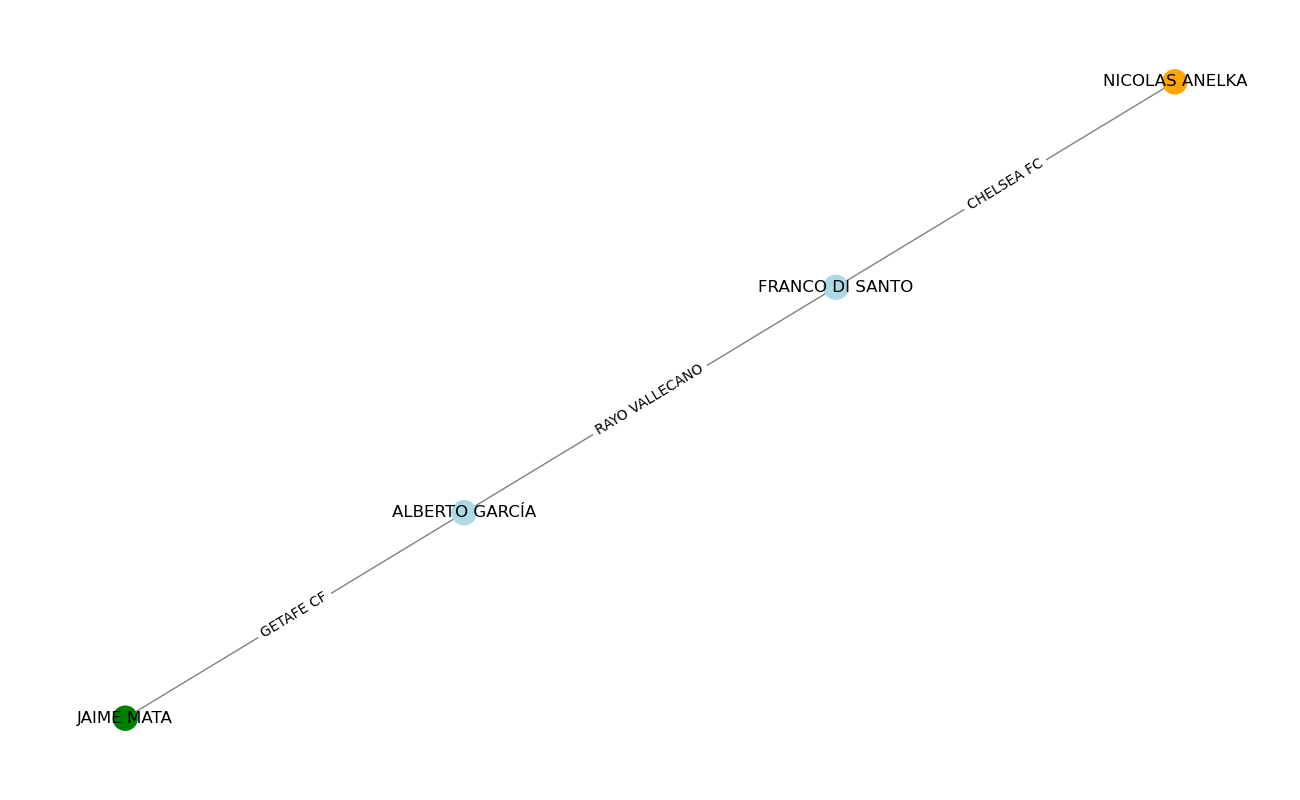 NICOLAS ANELKA
CHELSEA FC
FRANCO DI SANTO
RAYO VALLECANO
ALBERTO GARCÍA
GETAFE CF
JAIME MATA